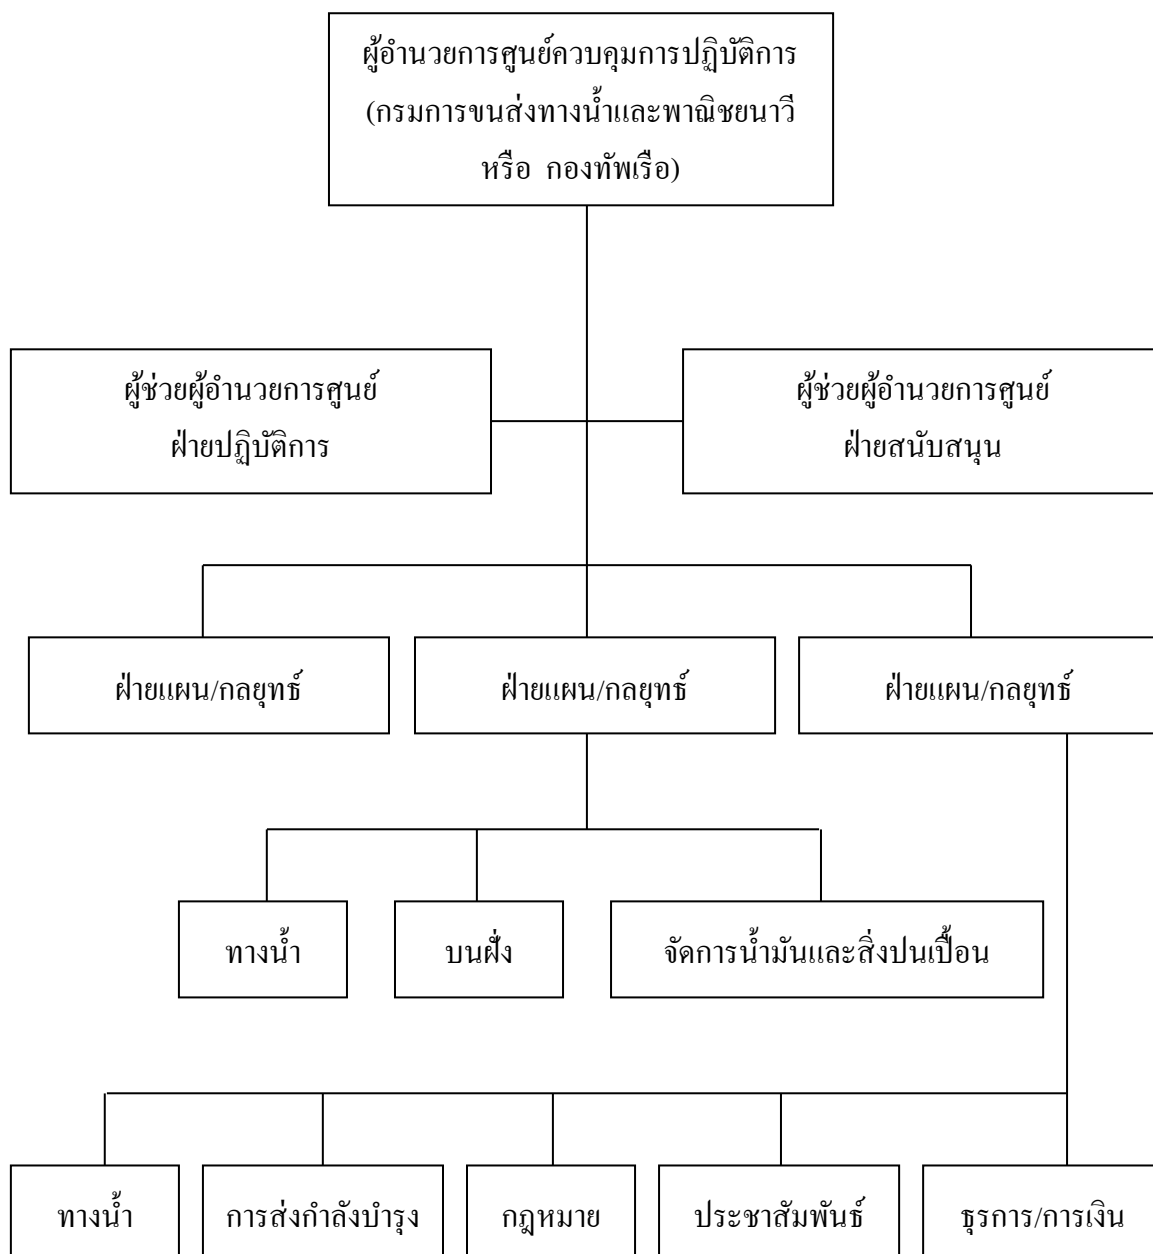 ผู้อำนวยการศูนย์ควบคุมการปฏิบัติการ
(กรมการขนส่งทางน้ำและพาณิชยนาวี
หรือ กองทัพเรือ)
ผู้ช่วยผู้อำนวยการศูนย์
ฝ่ายปฏิบัติการ
ผู้ช่วยผู้อำนวยการศูนย์
ฝ่ายสนับสนุน
ฝ่ายแผน/กลยุทธ์
ฝ่ายแผน/กลยุทธ์
ฝ่ายแผน/กลยุทธ์
ทางน้ำ
บนฝั่ง
จัดการน้ำมันและสิ่งปนเปื้อน
ทางน้ำ
การส่งกำลังบำรุง
กฎหมาย
ประชาสัมพันธ์
ธุรการ/การเงิน